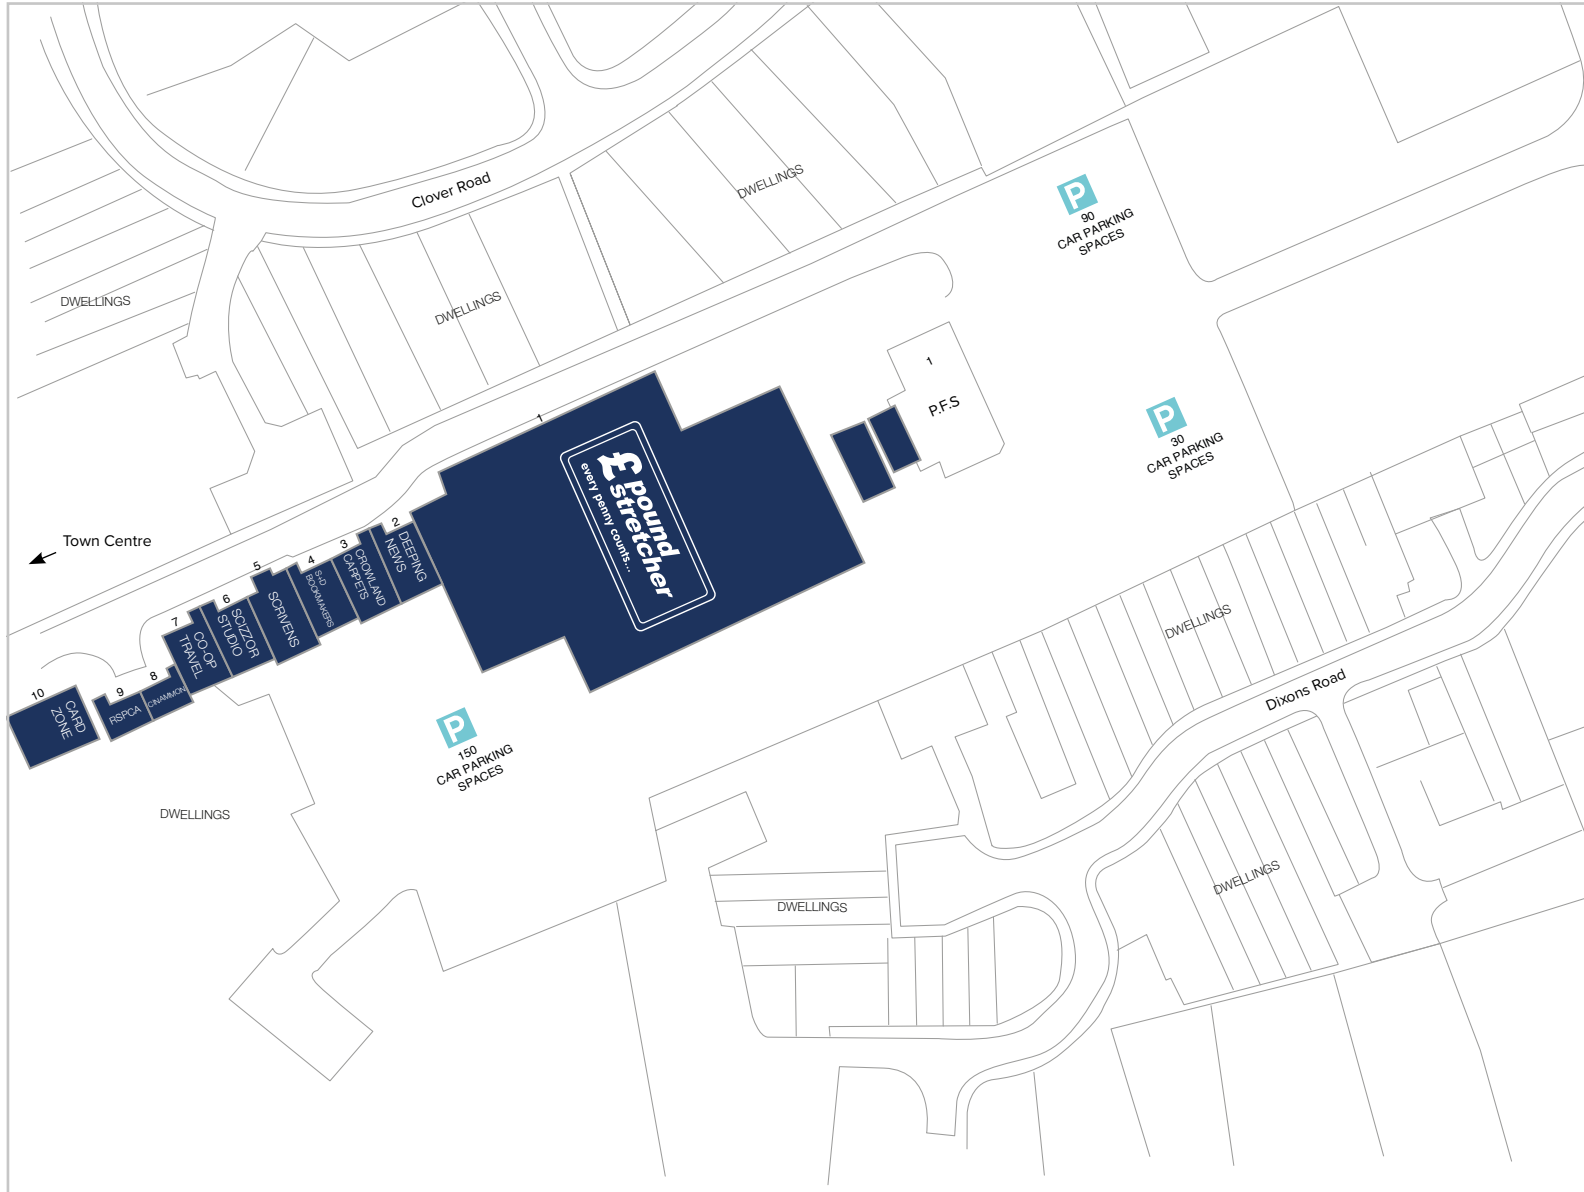 Clover Road
DWELLINGS
P
90
CAR PARKING
SPACES
DWELLINGS
DWELLINGS
1
P.F.S
P
30
CAR PARKING
SPACES
1
£ pound
stretcher
every penny counts...
Town Centre
2
DEEPING
NEWS
3
CROWLAND
CARPETS
4
S+D
BOOKMAKERS
5
SCRIVENS
6
SCIZZOR
STUDIO
7
CO-OP
TRAVEL
8
CINAMMON
9
RSPCA
10
CARD
ZONE
P
150
CAR PARKING
SPACES
DWELLINGS
DWELLINGS
Dixons Road
DWELLINGS
DWELLINGS